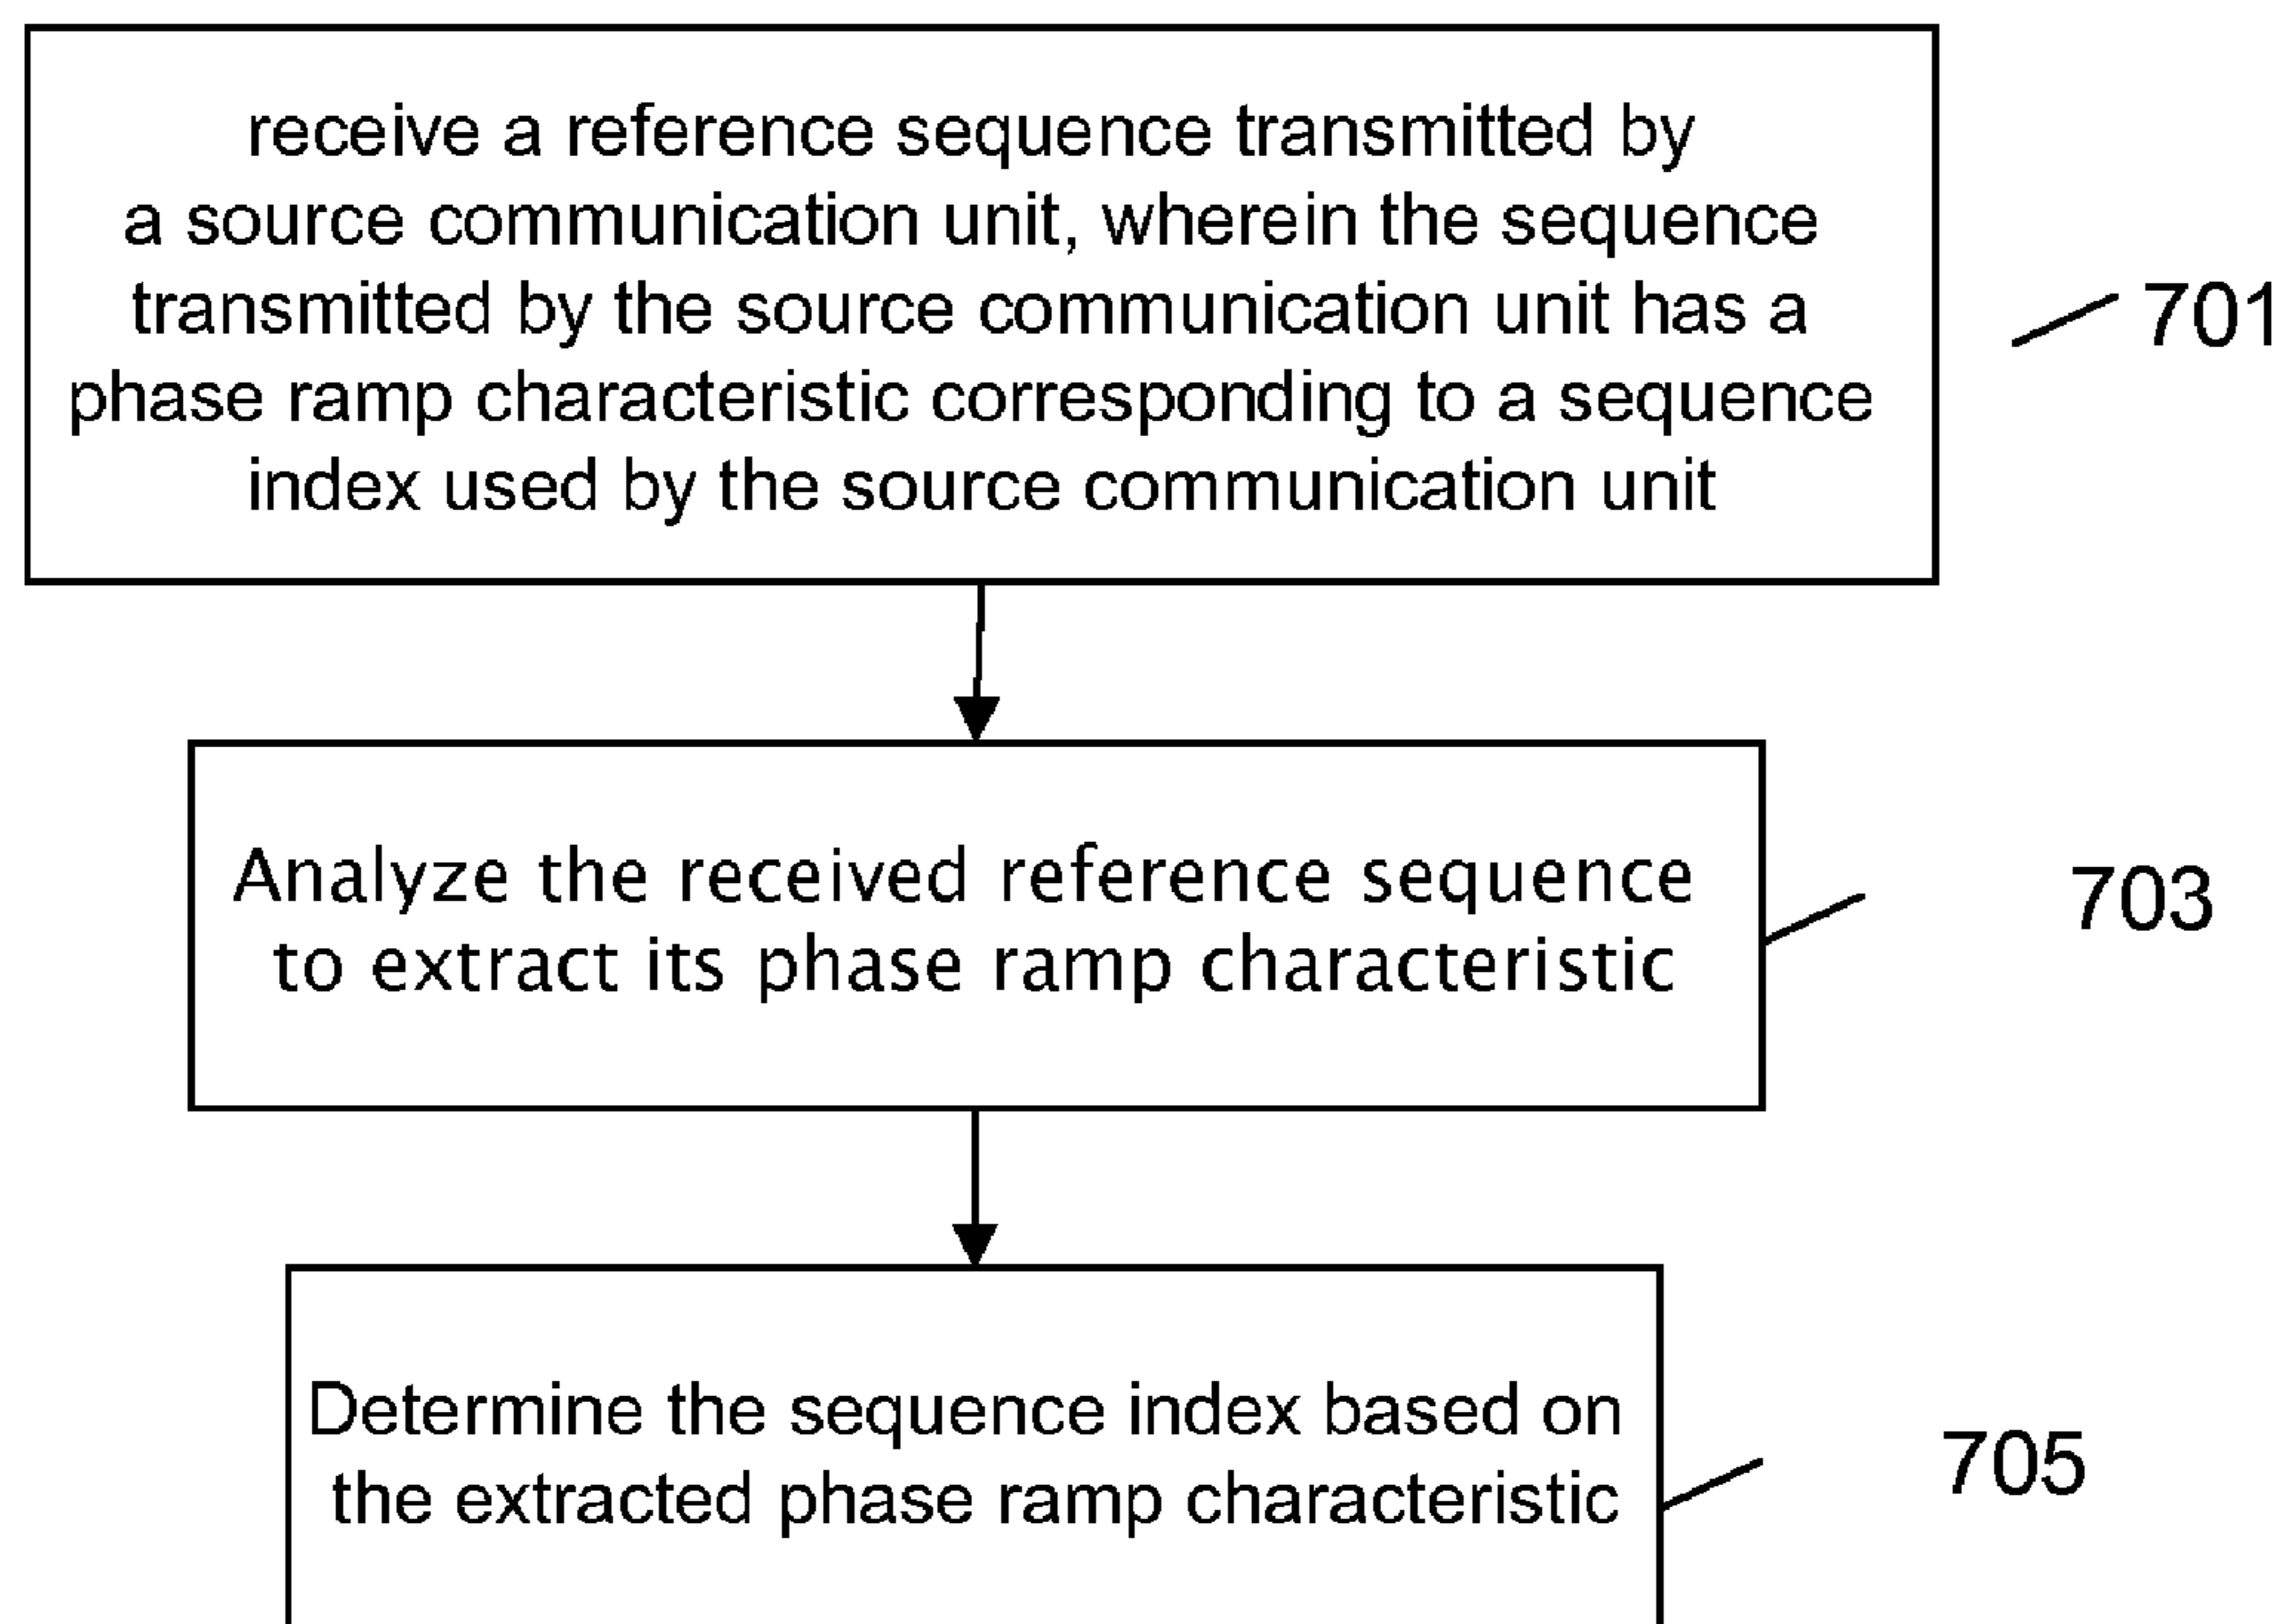 receive a reference sequence transmitted by
a source communication unit, wherein the sequence
transmitted by the source communication unit has a
phase ramp characteristic corresponding to a sequence
index used by the source communication unit
701
Analyze the received reference sequence
to extract its phase ramp characteristic
703
Determine the sequence index based on
the extracted phase ramp characteristic
705